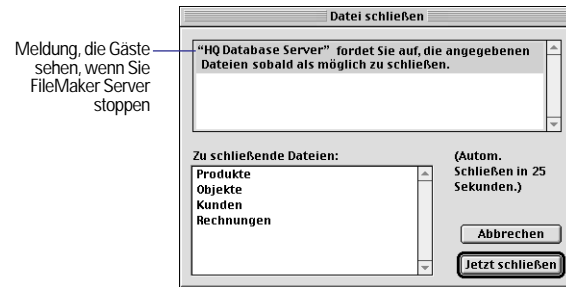 Datei schließen
Meldung, die Gäste
sehen, wenn Sie
FileMaker Server
stoppen
“HQ Database Server” fordet Sie auf, die angegebenen
Dateien sobald als möglich zu schließen.
Zu schließende Dateien:
Produkte
Objekte
Kunden
Rechnungen
(Autom.
Schließen in 25
Sekunden.)
Abbrechen
Jetzt schließen